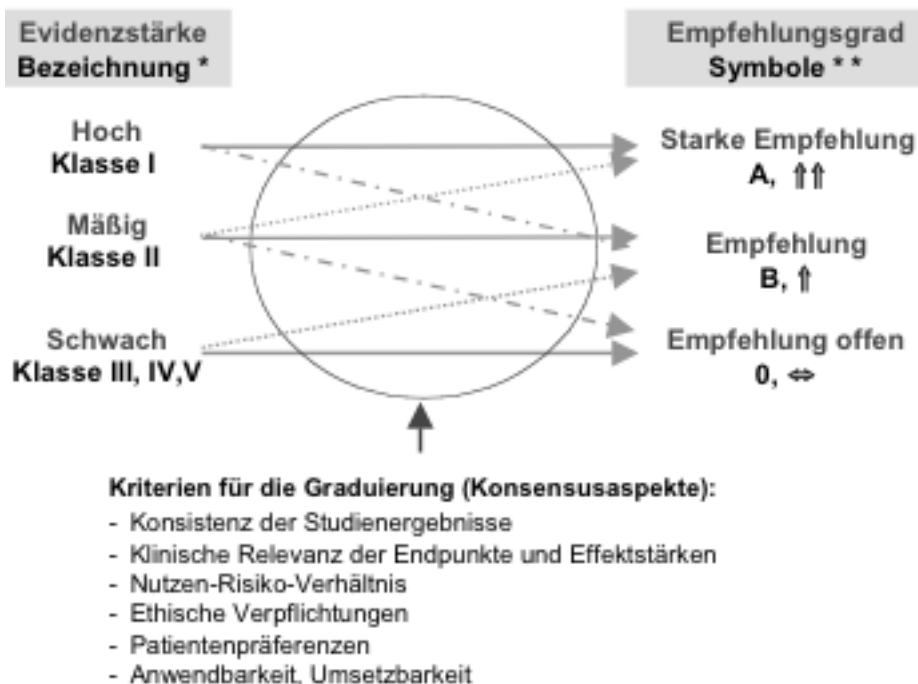 Evidenzstärke
Bezeichnung *
Empfehlungsgrad
Symbole * *
Hoch
Klasse I
Starke Empfehlung
A, ⇑⇑
Mäßig
Klasse II
Empfehlung
B, ⇑
Schwach
Klasse III, IV,V
Empfehlung offen
0, ⇔
Kriterien für die Graduierung (Konsensusaspekte):
- Konsistenz der Studienergebnisse
- Klinische Relevanz der Endpunkte und Effektstärken
- Nutzen-Risiko-Verhältnis
- Ethische Verpflichtungen
- Patientenpräferenzen
- Anwendbarkeit, Umsetzbarkeit